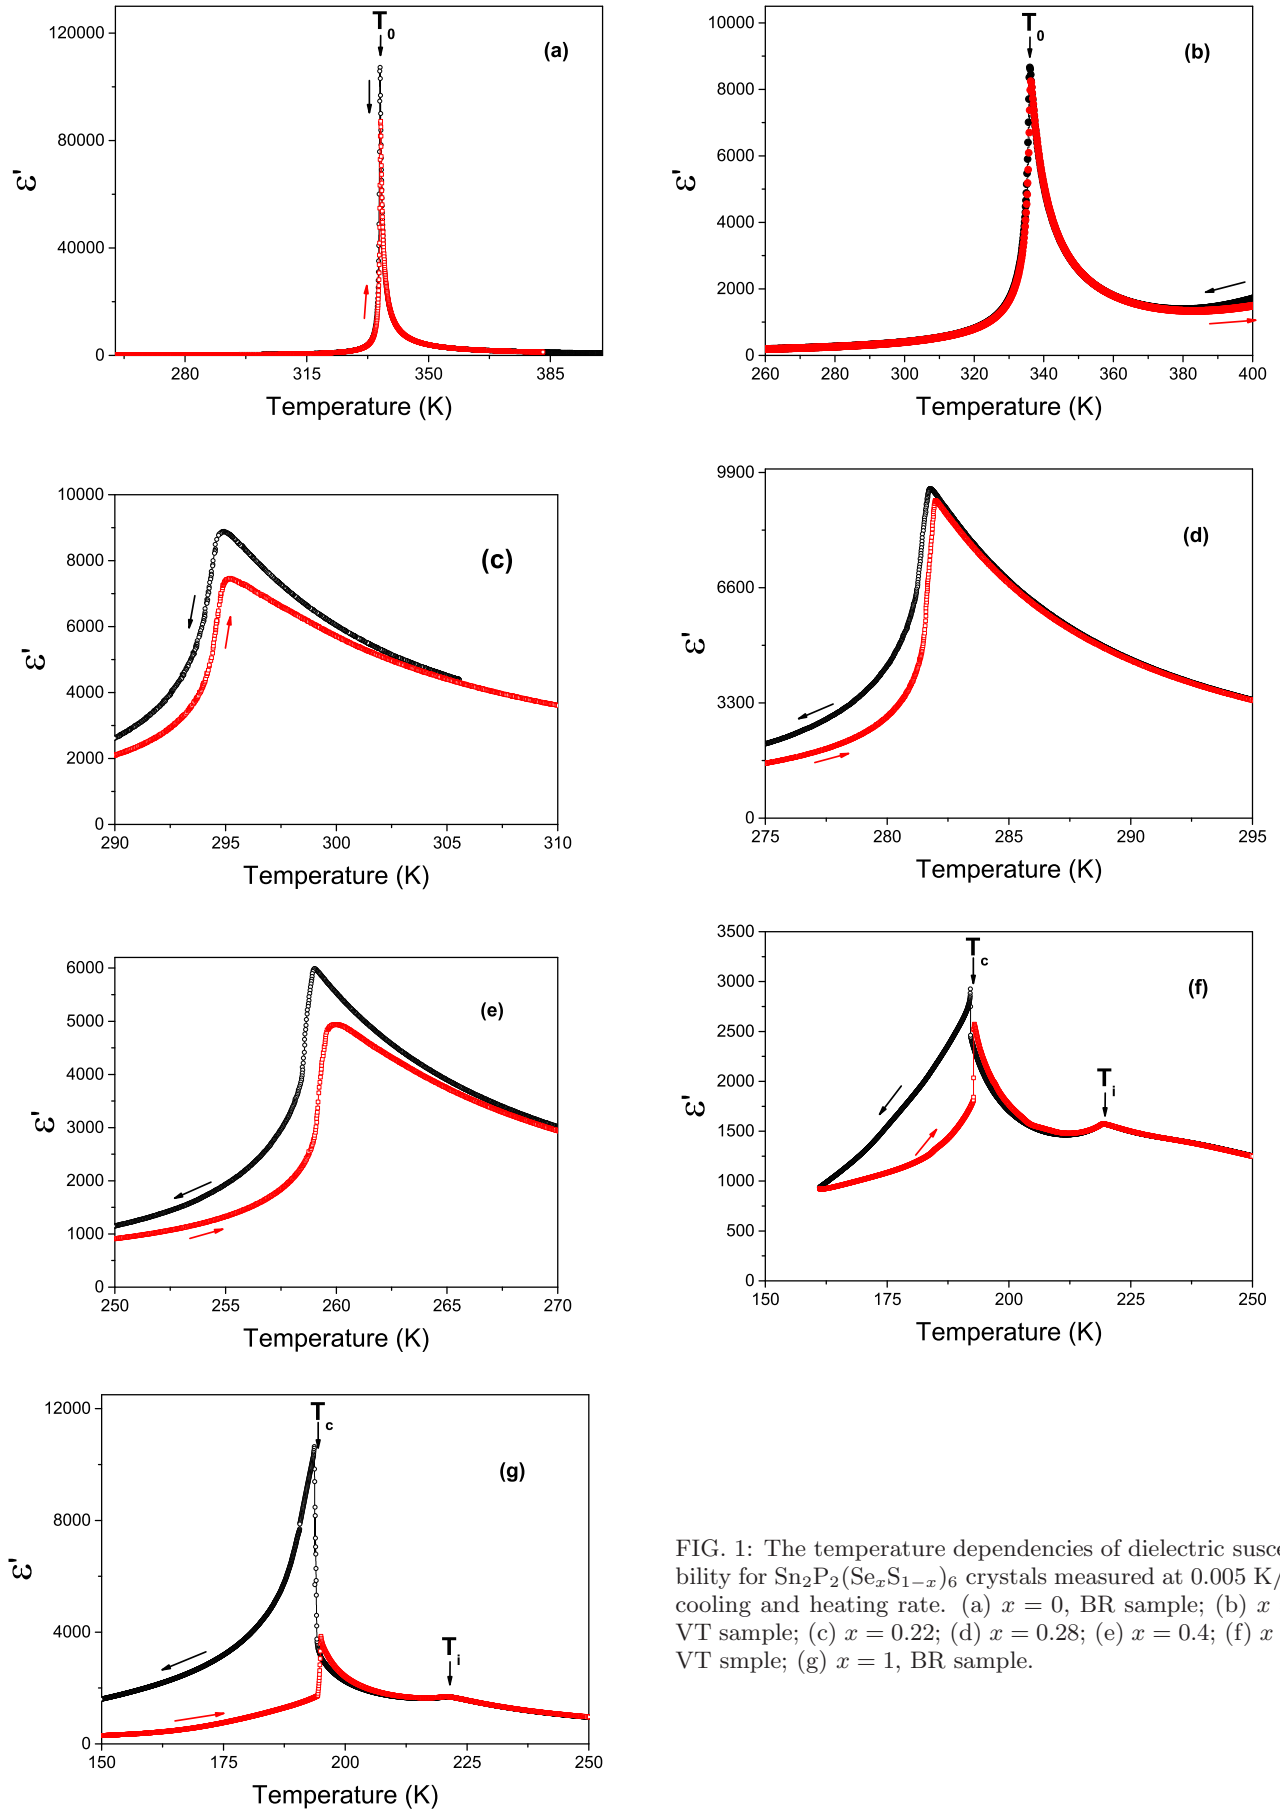 T0
(a)
120000
80000
40000
0
ε'
280 315 350 385
Temperature (K)
T0
(b)
10000
8000
6000
4000
2000
0
ε'
260 280 300 320 340 360 380 400
Temperature (K)
(c)
10000
8000
6000
4000
2000
0
ε'
290 295 300 305 310
Temperature (K)
(d)
9900
6600
3300
0
ε'
275 280 285 290 295
Temperature (K)
(e)
6000
5000
4000
3000
2000
1000
0
ε'
250 255 260 265 270
Temperature (K)
Tc
Ti
(f)
3500
3000
2500
2000
1500
1000
500
0
ε'
150 175 200 225 250
Temperature (K)
Tc
Ti
(g)
12000
8000
4000
0
ε'
150 175 200 225 250
Temperature (K)
FIG. 1: The temperature dependencies of dielectric susce
bility for Sn₂P₂(SeₓS₁₋ₓ)₆ crystals measured at 0.005 K/
cooling and heating rate. (a) x = 0, BR sample; (b) x
VT sample; (c) x = 0.22; (d) x = 0.28; (e) x = 0.4; (f) x
VT smple; (g) x = 1, BR sample.